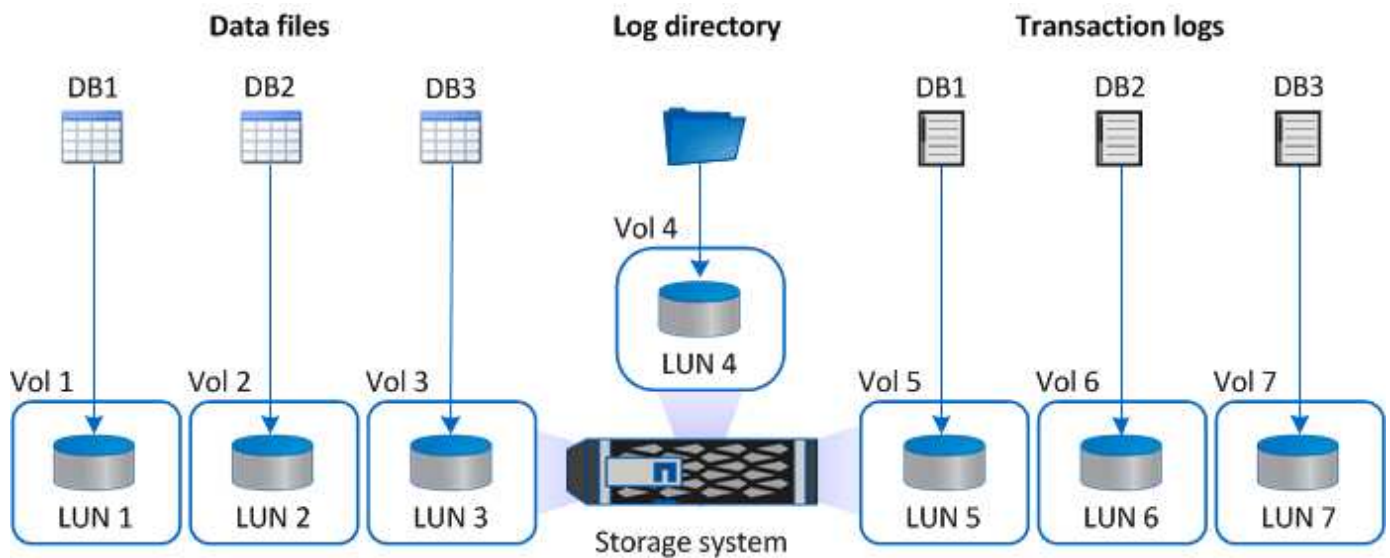 Data files
Log directory
Transaction logs
DB1
DB2
DB3
DB1
DB2
DB3
Vol 4
LUN 4
Vol 1
Vol 2
Vol 3
Vol 5
Vol 6
Vol 7
LUN 1
LUN 2
LUN 3
LUN 5
LUN 6
LUN 7
Storage system